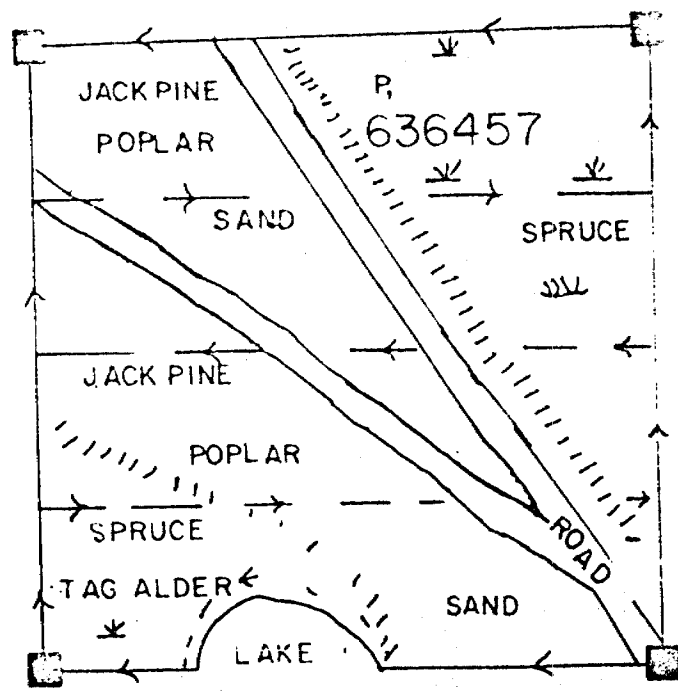 JACK PINE
POPLAR
P,
636457
SAND
SPRUCE
JACK PINE
POPLAR
SPRUCE
ROAD
TAG ALDER
SAND
LAKE